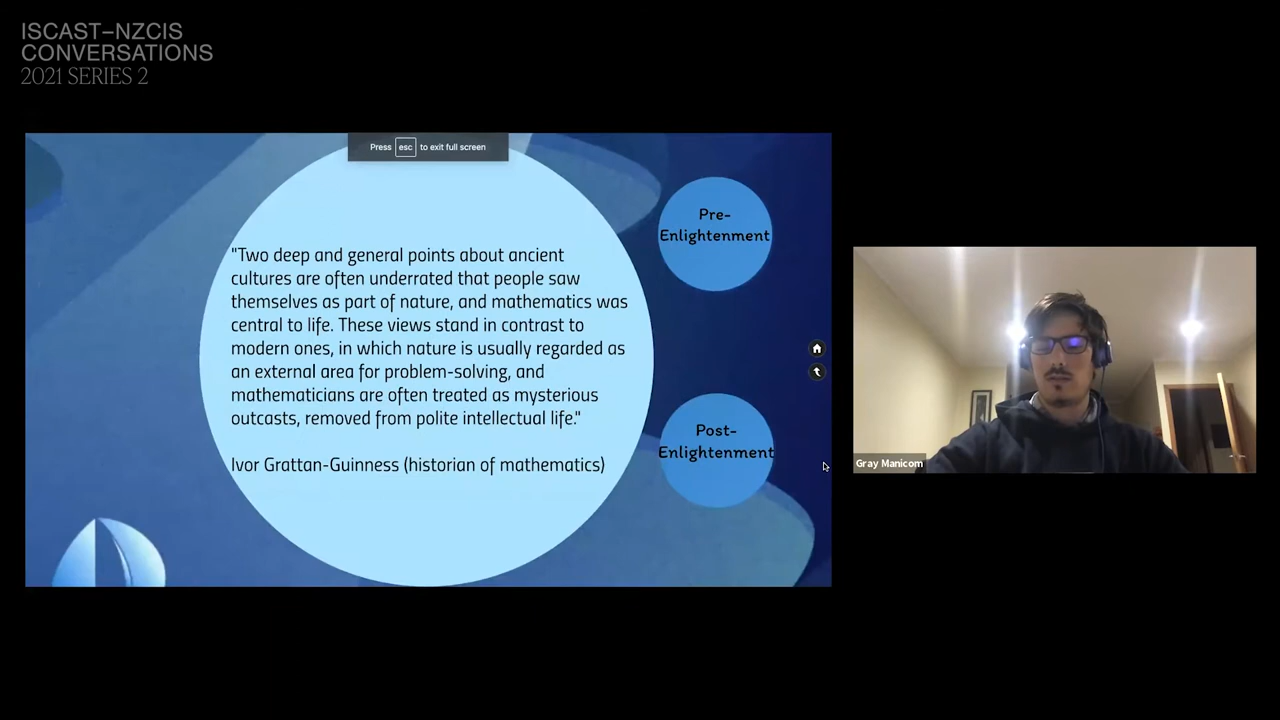 ISCAST–NZCIS
CONVERSATIONS
2021 SERIES 2
Press esc to exit full screen
"Two deep and general points about ancient
cultures are often underrated that people saw
themselves as part of nature, and mathematics was
central to life. These views stand in contrast to
modern ones, in which nature is usually regarded as
an external area for problem-solving, and
mathematicians are often treated as mysterious
outcasts, removed from polite intellectual life."
Ivor Grattan-Guinness (historian of mathematics)
Pre-
Enlightenment
Post-
Enlightenment
Gray Manicom